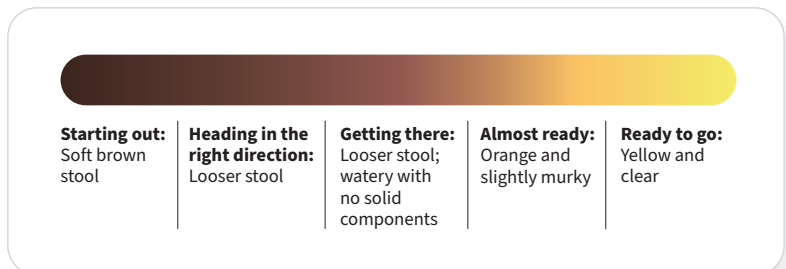 Starting out:
Soft brown
stool
Heading in the
right direction:
Looser stool
Getting there:
Looser stool;
watery with
no solid
components
Almost ready:
Orange and
slightly murky
Ready to go:
Yellow and
clear